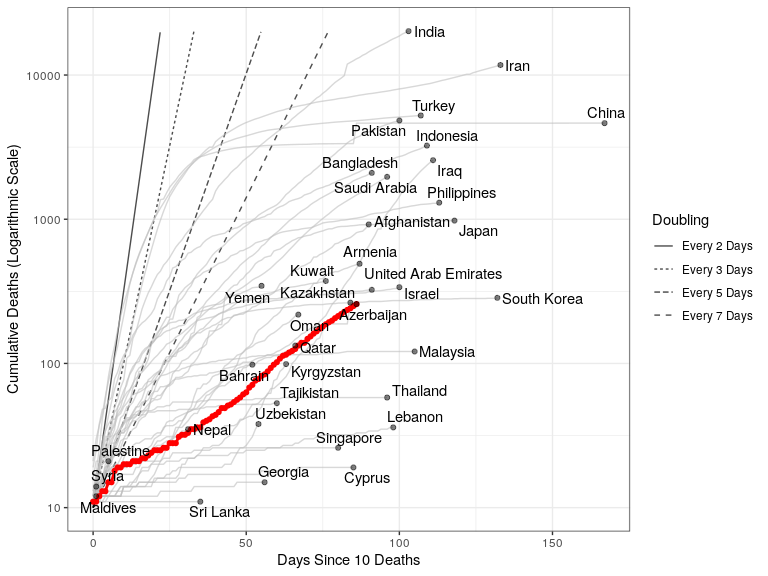 India
Iran
Turkey
China
Pakistan
Indonesia
Bangladesh
Iraq
Saudi Arabia
Philippines
Afghanistan
Japan
Armenia
Kuwait
United Arab Emirates
Yemen
Kazakhstan
Israel
South Korea
Azerbaijan
Oman
Qatar
Malaysia
Bahrain
Kyrgyzstan
Tajikistan
Thailand
Uzbekistan
Lebanon
Nepal
Singapore
Palestine
Georgia
Cyprus
Syria
Maldives
Sri Lanka
10000
1000
100
10
0
50
100
150
Days Since 10 Deaths
Cumulative Deaths (Logarithmic Scale)
Doubling
Every 2 Days
Every 3 Days
Every 5 Days
Every 7 Days